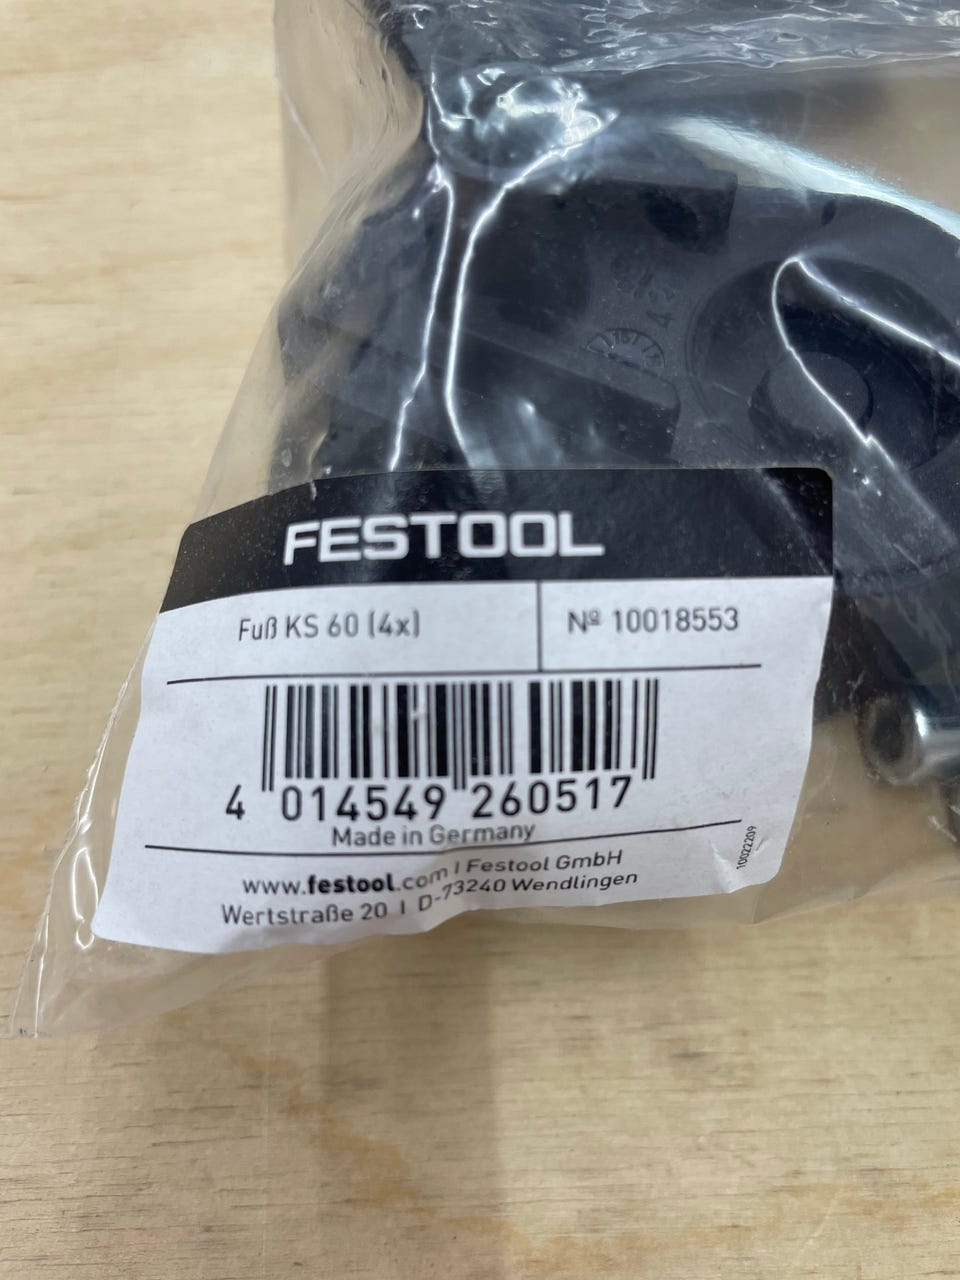 FESTOOL
Fuß KS 60 (4x)
Nº 10018553
4 014549 260517
Made in Germany
10022209
www.festool.com | Festool GmbH
Wertstraße 20 | D-73240 Wendlingen